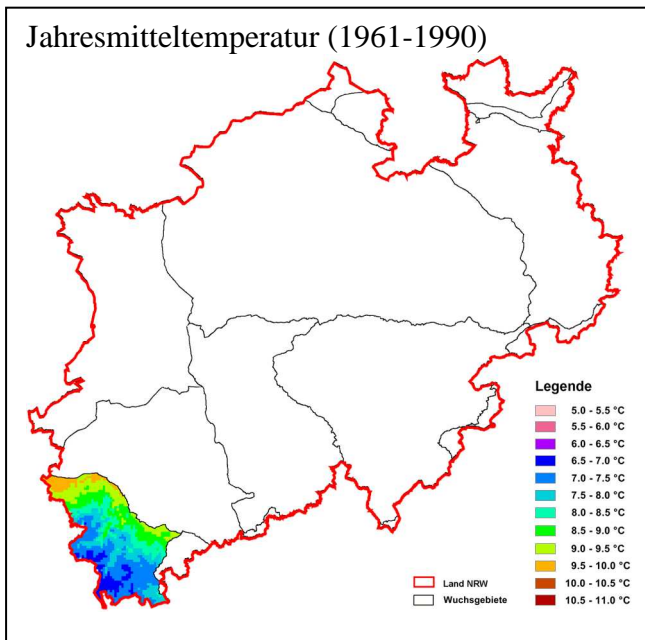 Jahresmitteltemperatur (1961-1990)
Legende
5.0 - 5.5 °C
5.5 - 6.0 °C
6.0 - 6.5 °C
6.5 - 7.0 °C
7.0 - 7.5 °C
7.5 - 8.0 °C
8.0 - 8.5 °C
8.5 - 9.0 °C
9.0 - 9.5 °C
9.5 - 10.0 °C
10.0 - 10.5 °C
10.5 - 11.0 °C
Land NRW
Wuchsgebiete